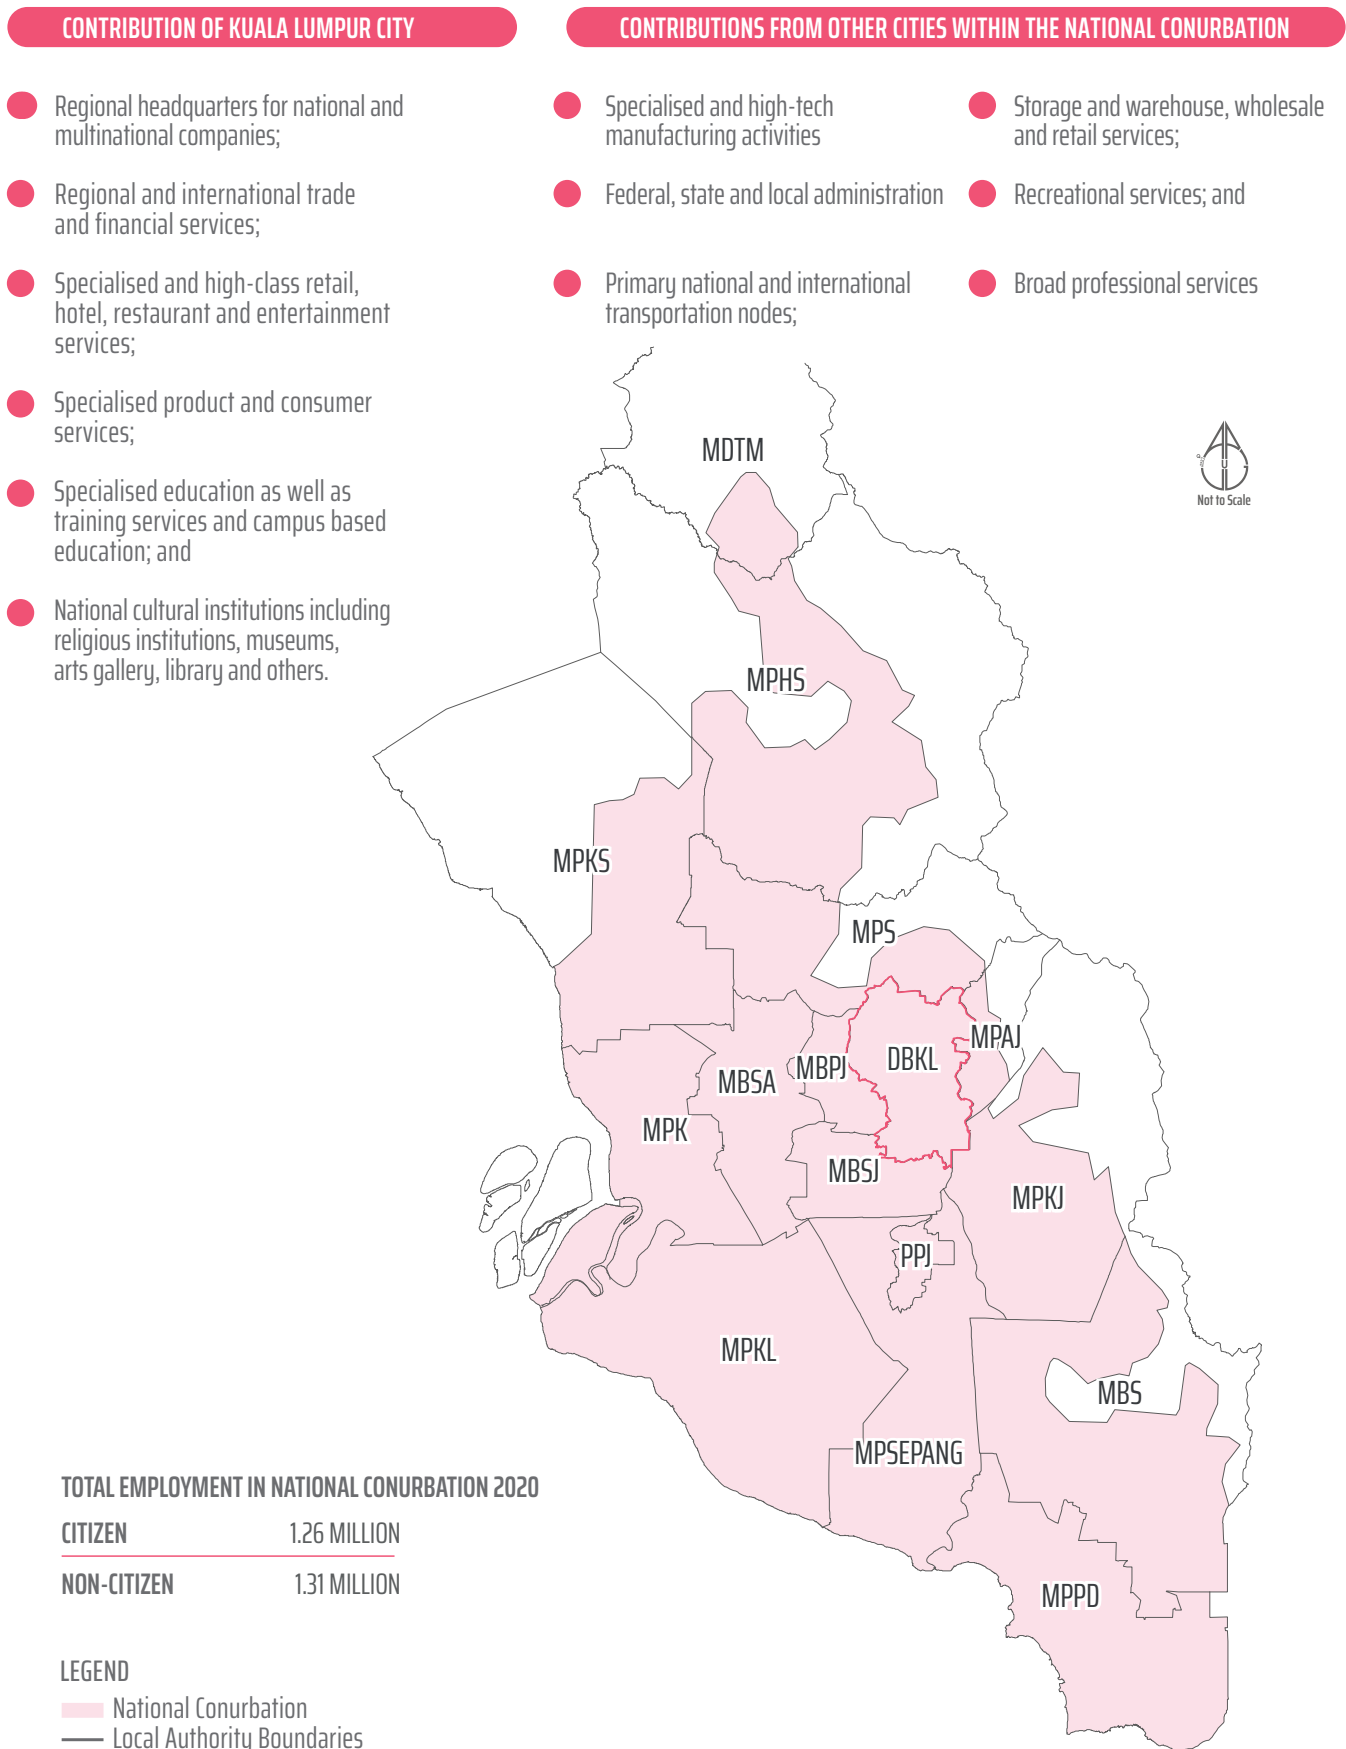 CONTRIBUTION OF KUALA LUMPUR CITY
Regional headquarters for national and
multinational companies;
Regional and international trade
and financial services;
Specialised and high-class retail,
hotel, restaurant and entertainment
services;
Specialised product and consumer
services;
Specialised education as well as
training services and campus based
education; and
National cultural institutions including
religious institutions, museums,
arts gallery, library and others.
CONTRIBUTIONS FROM OTHER CITIES WITHIN THE NATIONAL CONURBATION
Specialised and high-tech
manufacturing activities
Federal, state and local administration
Primary national and international
transportation nodes;
Storage and warehouse, wholesale
and retail services;
Recreational services; and
Broad professional services
Not to Scale
MDTM
MPHS
MPKS
MPS
MPAJ
DBKL
MBPJ
MBSA
MPK
MBSJ
MPKJ
PPJ
MPKL
MBS
MPSEPANG
MPPD
TOTAL EMPLOYMENT IN NATIONAL CONURBATION 2020
CITIZEN 1.26 MILLION
NON-CITIZEN 1.31 MILLION
LEGEND
National Conurbation
Local Authority Boundaries